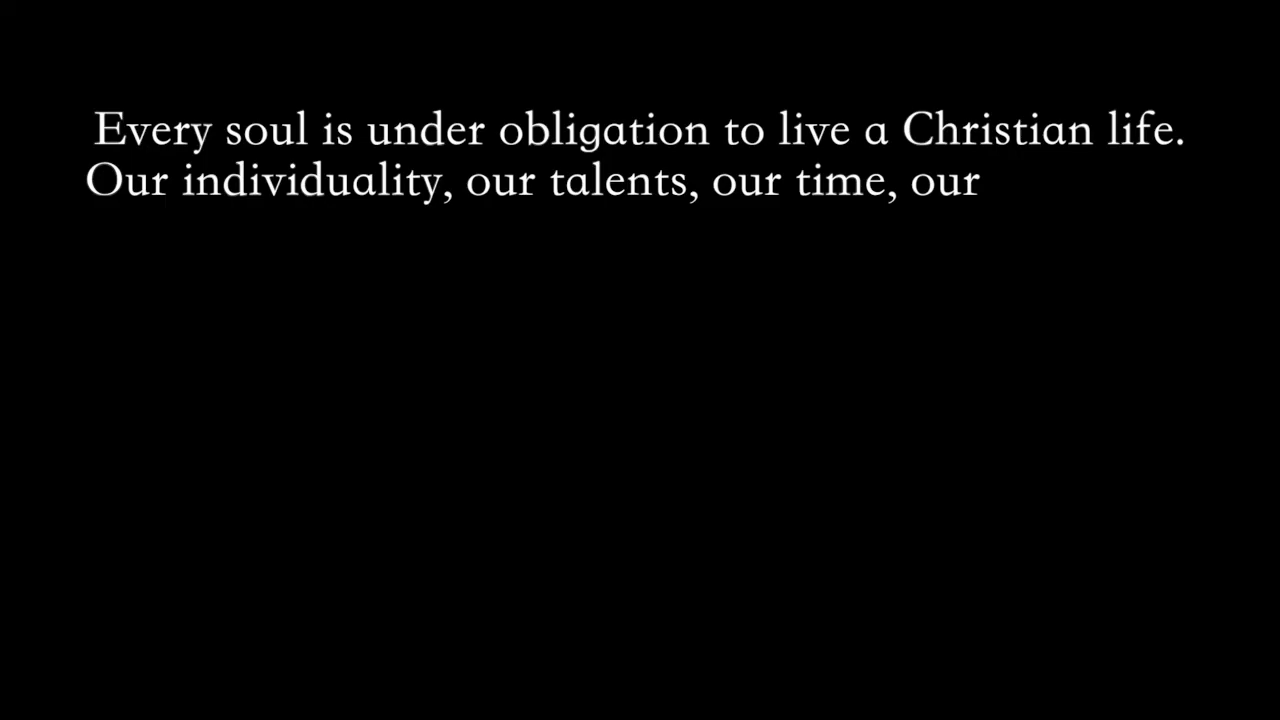 Every soul is under obligation to live a Christian life.
Our individuality, our talents, our time, our